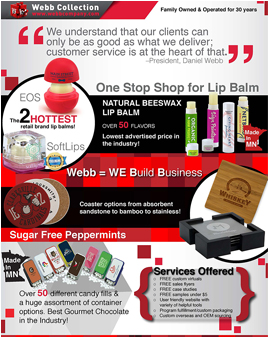 Webb Collection
Family Owned & Operated for 30 years
“We understand that our clients can
only be as good as what we deliver;
customer service is at the heart of that.”
–President, Daniel Webb
EOS
The 2 HOTTEST
retail brand lip balms!
SoftLips
One Stop Shop for Lip Balm
NATURAL BEESWAX
LIP BALM
OVER 50 FLAVORS
Lowest advertised price in
the industry!
Made in MN!
Webb = WE Build Business
Coaster options from absorbent
sandstone to bamboo to stainless!
WHISKEY
Sugar Free Peppermints
Made in MN!
Over 50 different candy fills &
a huge assortment of container
options. Best Gourmet Chocolate
in the Industry!
Services Offered
FREE custom virtuals
FREE sales flyers
FREE case studies
FREE samples under $5
User friendly website with
variety of helpful tools
Program fulfillment/custom packaging
Custom overseas and OEM sourcing